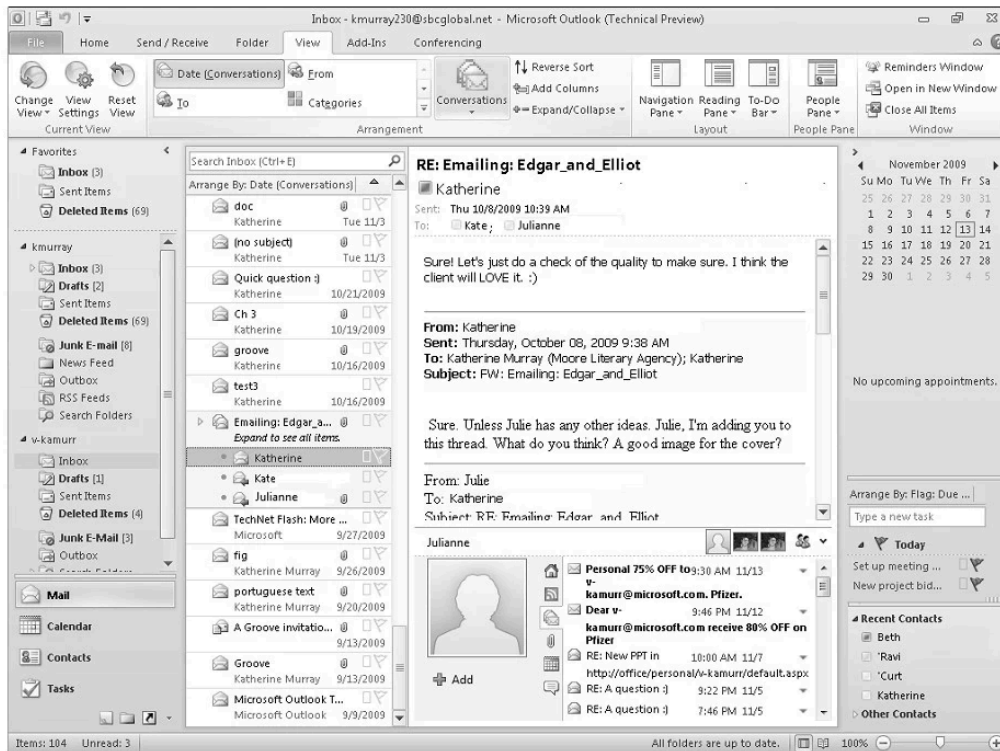 Inbox - kmurray230@sbcglobal.net - Microsoft Outlook (Technical Preview)
File Home Send / Receive Folder View Add-Ins Conferencing
Change View View Settings Reset View
Current View
Date (Conversations) From
To Categories
Conversations
Reverse Sort
Add Columns
Expand/Collapse
Arrangement
Navigation Pane Reading Pane To-Do Bar
Layout
People Pane
People Pane
Reminders Window
Open in New Window
Close All Items
Window
Favorites
Inbox (3)
Sent Items
Deleted Items (69)
kmurray
Inbox (3)
Drafts [2]
Sent Items
Deleted Items (69)
Junk E-mail [8]
News Feed
Outbox
RSS Feeds
Search Folders
v-kamurr
Inbox
Drafts [1]
Sent Items
Deleted Items (4)
Junk E-Mail [3]
Outbox
Mail
Calendar
Contacts
Tasks
Search Inbox (Ctrl+E)
Arrange By: Date (Conversations)
doc
Katherine Tue 11/3
(no subject)
Katherine Tue 11/3
Quick question :)
Katherine 10/21/2009
Ch 3
Katherine 10/19/2009
groove
Katherine 10/16/2009
test3
Katherine 10/16/2009
Emailing: Edgar_a...
Expand to see all items.
Katherine
Kate
Julianne
TechNet Flash: More ...
Microsoft 9/27/2009
fig
Katherine Murray 9/26/2009
portuguese text
Katherine Murray 9/20/2009
A Groove invitatio...
9/13/2009
Groove
Katherine Murray 9/13/2009
Microsoft Outlook T...
Microsoft Outlook 9/9/2009
RE: Emailing: Edgar_and_Elliot
Katherine
Sent: Thu 10/8/2009 10:39 AM
To: Kate; Julianne
Sure! Let's just do a check of the quality to make sure. I think the
client will LOVE it. :)
From: Katherine
Sent: Thursday, October 08, 2009 9:38 AM
To: Katherine Murray (Moore Literary Agency); Katherine
Subject: FW: Emailing: Edgar_and_Elliot
Sure. Unless Julie has any other ideas. Julie, I'm adding you to
this thread. What do you think? A good image for the cover?
From: Julie
To: Katherine
Subject: RE: Emailing: Edgar_and_Elliot
Julianne
Add
Personal 75% OFF to 9:30 AM 11/13
v-
kamurr@microsoft.com. Pfizer.
Dear v- 9:46 PM 11/12
kamurr@microsoft.com receive 80% OFF on
Pfizer
RE: New PPT in 10:00 AM 11/7
http://office/personal/v-kamurr/default.aspx
RE: A question :) 9:22 PM 11/5
RE: A question :) 7:46 PM 11/5
November 2009
Su Mo Tu We Th Fr Sa
25 26 27 28 29 30 31
1 2 3 4 5 6 7
8 9 10 11 12 13 14
15 16 17 18 19 20 21
22 23 24 25 26 27 28
29 30 1 2 3 4 5
No upcoming appointments.
Arrange By: Flag: Due ...
Type a new task
Today
Set up meeting ...
New project bid...
Recent Contacts
Beth
'Ravi
'Curt
Katherine
Other Contacts
Items: 104 Unread: 3
All folders are up to date. 100%